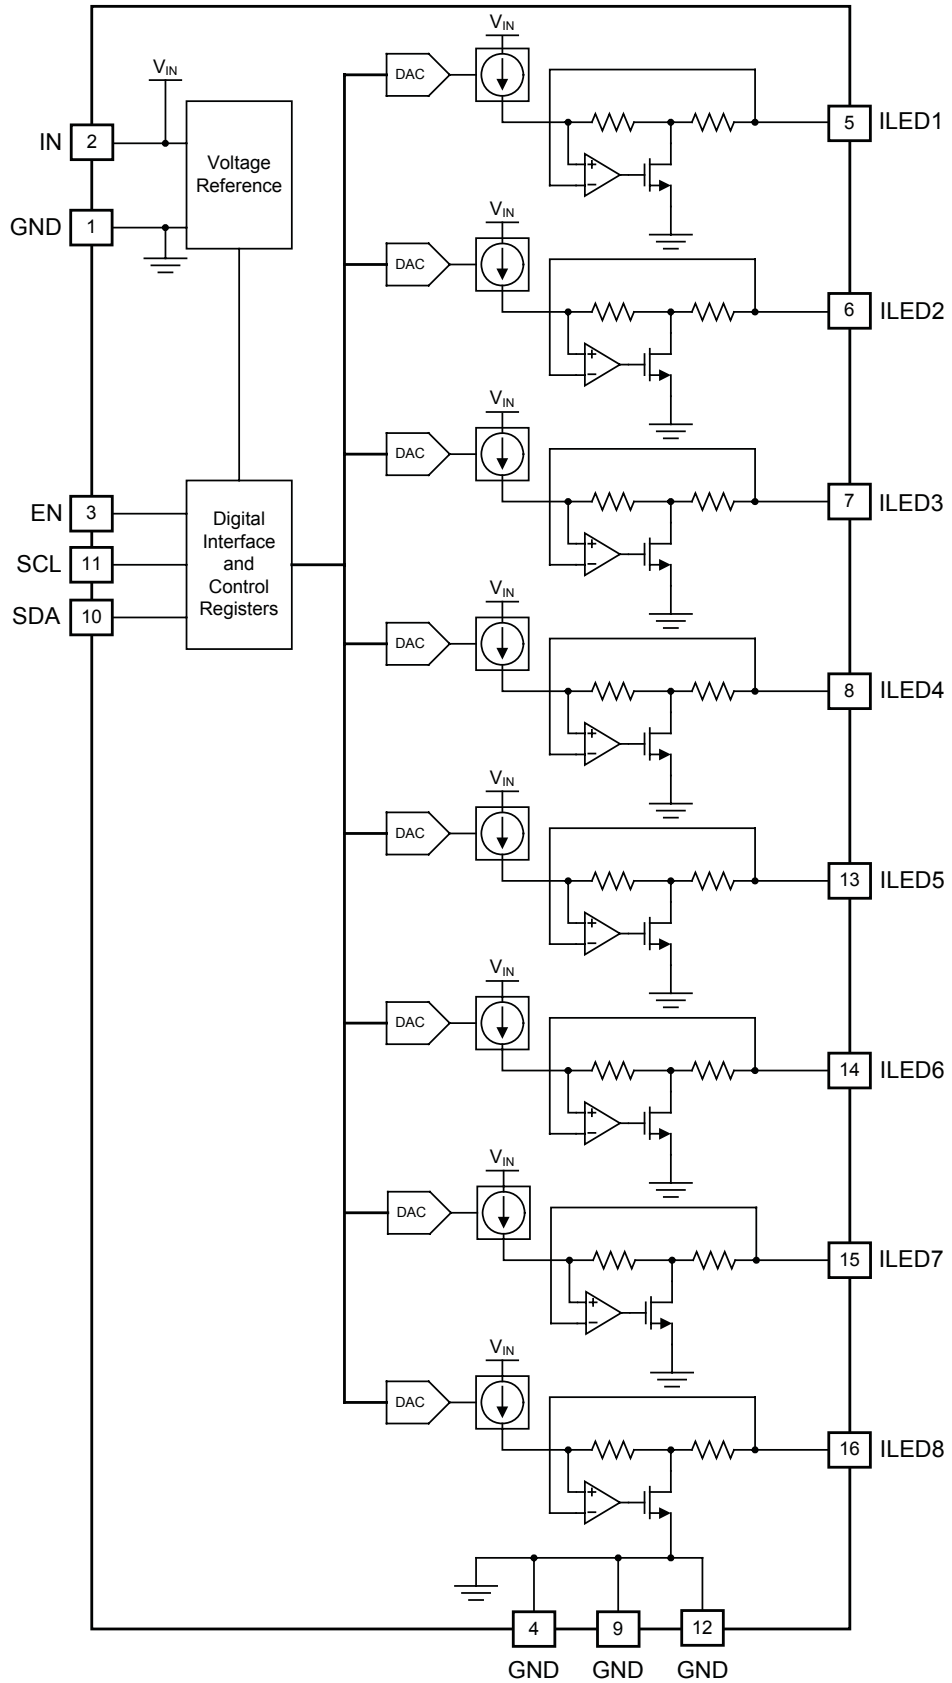 V_IN
IN
2
GND
1
Voltage
Reference
EN
3
SCL
11
SDA
10
Digital
Interface
and
Control
Registers
V_IN
DAC
+
−
5
ILED1
V_IN
DAC
+
−
6
ILED2
V_IN
DAC
+
−
7
ILED3
V_IN
DAC
+
−
8
ILED4
V_IN
DAC
+
−
13
ILED5
V_IN
DAC
+
−
14
ILED6
V_IN
DAC
+
−
15
ILED7
V_IN
DAC
+
−
16
ILED8
4
9
12
GND
GND
GND